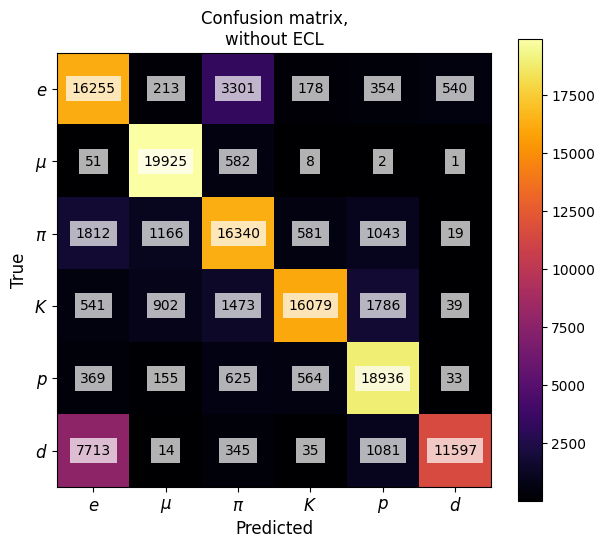 Confusion matrix,
without ECL
True
e 16255 213 3301 178 354 540
μ 51 19925 582 8 2 1
π 1812 1166 16340 581 1043 19
K 541 902 1473 16079 1786 39
p 369 155 625 564 18936 33
d 7713 14 345 35 1081 11597
e μ π K p d
Predicted
17500
15000
12500
10000
7500
5000
2500